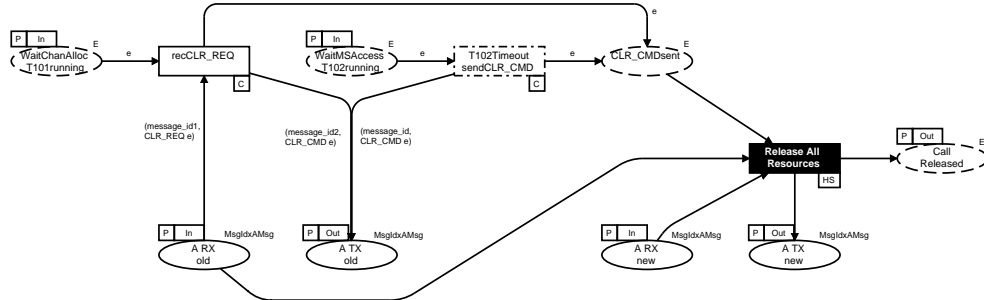 e
P In
E
WaitChanAlloc
T101running
e
recCLR_REQ
C
P In
E
WaitMSAccess
T102running
e
T102Timeout
sendCLR_CMD
C
e
E
CLR_CMDsent
(message_id1,
CLR_REQ e)
(message_id2,
CLR_CMD e)
(message_id,
CLR_CMD e)
Release All
Resources
HS
P Out
E
Call
Released
P In
MsgIdxAMsg
A RX
old
P Out
MsgIdxAMsg
A TX
old
P In
MsgIdxAMsg
A RX
new
P Out
MsgIdxAMsg
A TX
new